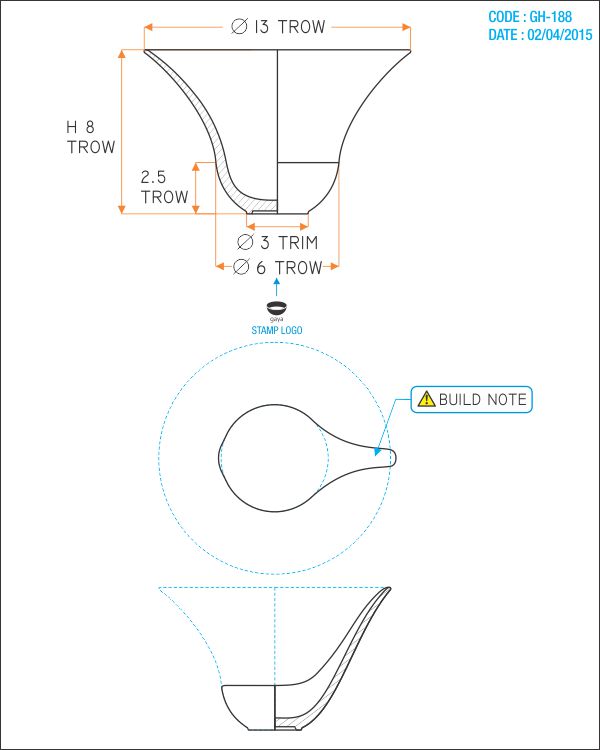 CODE : GH-188
DATE : 02/04/2015
Ø 13 TROW
H 8
TROW
2.5
TROW
Ø 3 TRIM
Ø 6 TROW
gaya
STAMP LOGO
BUILD NOTE